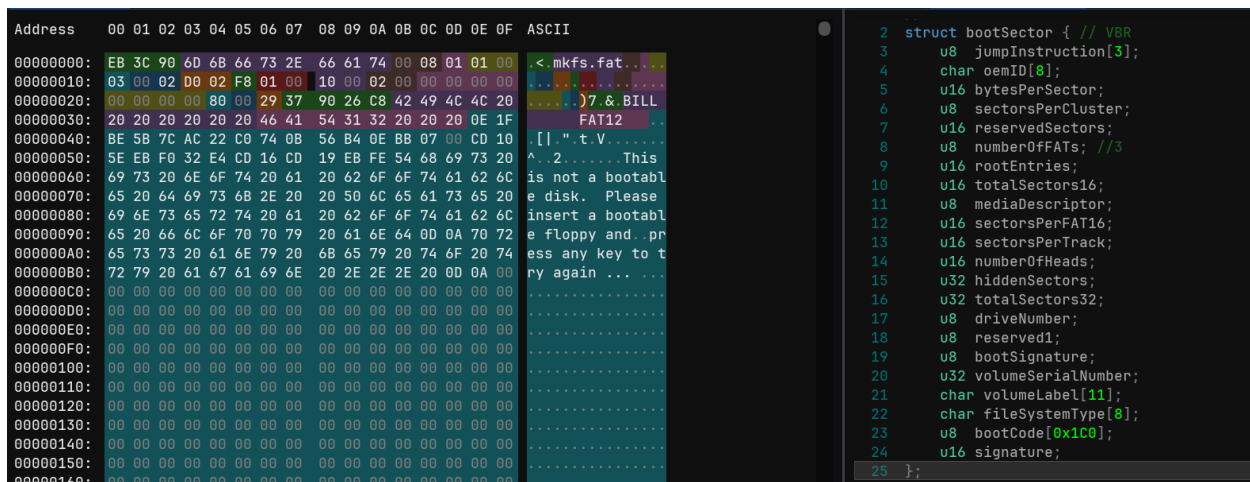 Address 00 01 02 03 04 05 06 07 08 09 0A 0B 0C 0D 0E 0F ASCII
00000000: EB 3C 90 6D 6B 66 73 2E 66 61 74 00 08 01 01 00 .<.mkfs.fat.....
00000010: 03 00 02 D0 02 F8 01 00 10 00 02 00 00 00 00 00 ................
00000020: 00 00 00 00 80 00 29 37 90 26 C8 42 49 4C 4C 20 ......)7.&.BILL
00000030: 20 20 20 20 20 20 46 41 54 31 32 20 20 20 0E 1F FAT12 ..
00000040: BE 5B 7C AC 22 C0 74 0B 56 B4 0E BB 07 00 CD 10 .[|.".t.V.......
00000050: 5E EB F0 32 E4 CD 16 CD 19 EB FE 54 68 69 73 20 ^..2.......This
00000060: 69 73 20 6E 6F 74 20 61 20 62 6F 6F 74 61 62 6C is not a bootabl
00000070: 65 20 64 69 73 6B 2E 20 20 50 6C 65 61 73 65 20 e disk. Please
00000080: 69 6E 73 65 72 74 20 61 20 62 6F 6F 74 61 62 6C insert a bootabl
00000090: 65 20 66 6C 6F 70 70 79 20 61 6E 64 0D 0A 70 72 e floppy and..pr
000000A0: 65 73 73 20 61 6E 79 20 6B 65 79 20 74 6F 20 74 ess any key to t
000000B0: 72 79 20 61 67 61 69 6E 20 2E 2E 2E 20 0D 0A 00 ry again ... ...
000000C0: 00 00 00 00 00 00 00 00 00 00 00 00 00 00 00 00 ................
000000D0: 00 00 00 00 00 00 00 00 00 00 00 00 00 00 00 00 ................
000000E0: 00 00 00 00 00 00 00 00 00 00 00 00 00 00 00 00 ................
000000F0: 00 00 00 00 00 00 00 00 00 00 00 00 00 00 00 00 ................
00000100: 00 00 00 00 00 00 00 00 00 00 00 00 00 00 00 00 ................
00000110: 00 00 00 00 00 00 00 00 00 00 00 00 00 00 00 00 ................
00000120: 00 00 00 00 00 00 00 00 00 00 00 00 00 00 00 00 ................
00000130: 00 00 00 00 00 00 00 00 00 00 00 00 00 00 00 00 ................
00000140: 00 00 00 00 00 00 00 00 00 00 00 00 00 00 00 00 ................
00000150: 00 00 00 00 00 00 00 00 00 00 00 00 00 00 00 00 ................
2 struct bootSector { // VBR
3 u8 jumpInstruction[3];
4 char oemID[8];
5 u16 bytesPerSector;
6 u8 sectorsPerCluster;
7 u16 reservedSectors;
8 u8 numberOfFATs; //3
9 u16 rootEntries;
10 u16 totalSectors16;
11 u8 mediaDescriptor;
12 u16 sectorsPerFAT16;
13 u16 sectorsPerTrack;
14 u16 numberOfHeads;
15 u32 hiddenSectors;
16 u32 totalSectors32;
17 u8 driveNumber;
18 u8 reserved1;
19 u8 bootSignature;
20 u32 volumeSerialNumber;
21 char volumeLabel[11];
22 char fileSystemType[8];
23 u8 bootCode[0x1C0];
24 u16 signature;
25 };